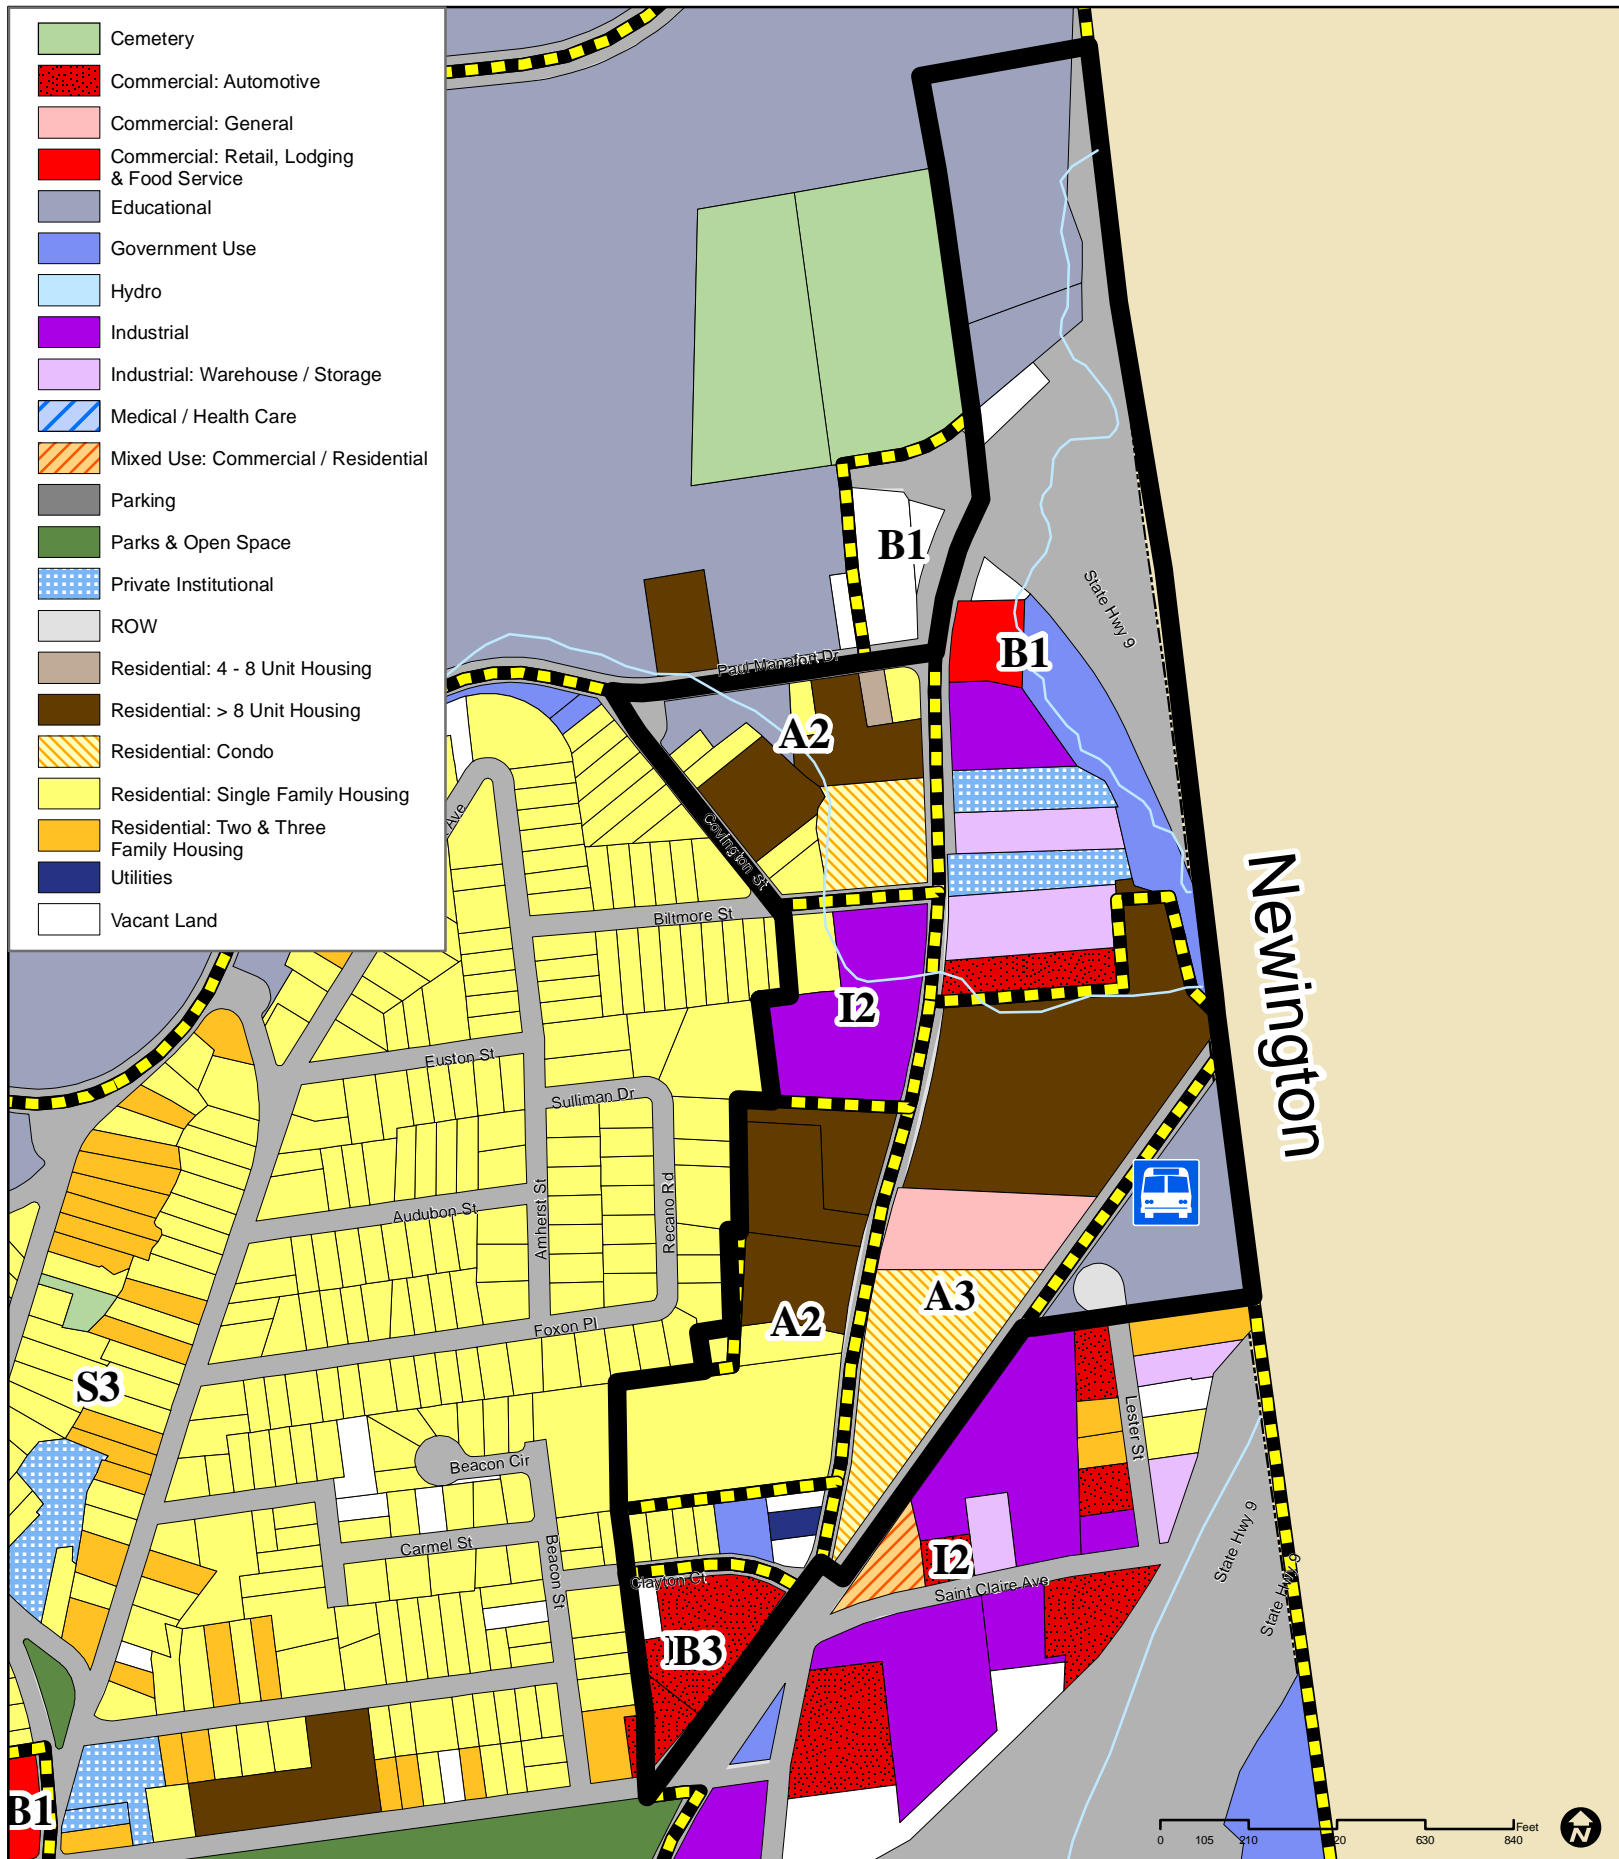 Cemetery
Commercial: Automotive
Commercial: General
Commercial: Retail, Lodging
& Food Service
Educational
Government Use
Hydro
Industrial
Industrial: Warehouse / Storage
Medical / Health Care
Mixed Use: Commercial / Residential
Parking
Parks & Open Space
Private Institutional
ROW
Residential: 4 - 8 Unit Housing
Residential: > 8 Unit Housing
Residential: Condo
Residential: Single Family Housing
Residential: Two & Three
Family Housing
Utilities
Vacant Land
B1
State Hwy 9
B1
Paul Manafort Dr
A2
Ave
Covington St
Biltmore St
Newington
I2
Euston St
Sulliman Dr
Audubon St
Amherst St
Recano Rd
A3
A2
Foxon Pl
S3
Lester St
Beacon Cir
Carmel St
Beacon St
I2
Clayton Ct
Saint Claire Ave
State Hwy 9
State Hwy 9
B3
B1
Feet
0 105 210 20 630 840
N